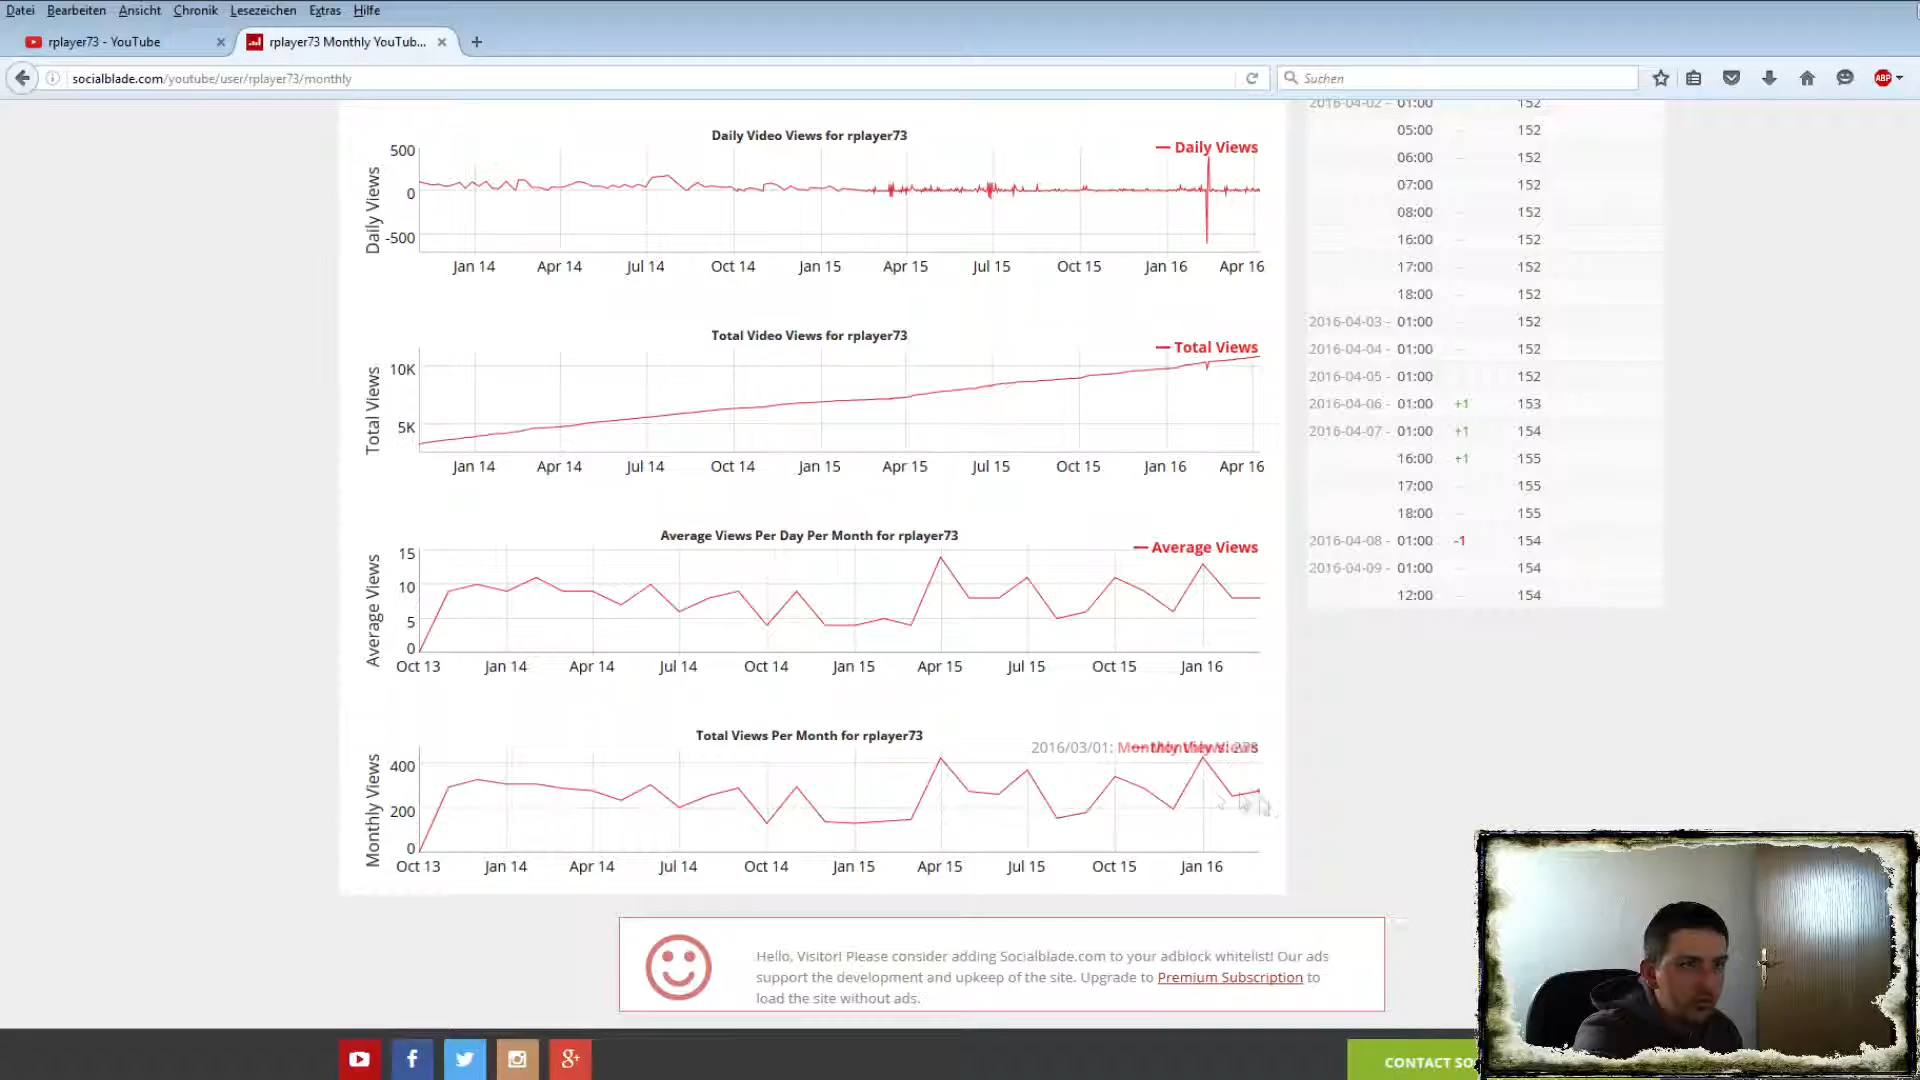 Datei Bearbeiten Ansicht Chronik Lesezeichen Extras Hilfe
rplayer73 - YouTube
rplayer73 Monthly YouTub...
socialblade.com/youtube/user/rplayer73/monthly
Suchen
ABP
Daily Video Views for rplayer73
Daily Views
Daily Views
500
0
-500
Jan 14 Apr 14 Jul 14 Oct 14 Jan 15 Apr 15 Jul 15 Oct 15 Jan 16 Apr 16
Total Video Views for rplayer73
Total Views
Total Views
10K
5K
Jan 14 Apr 14 Jul 14 Oct 14 Jan 15 Apr 15 Jul 15 Oct 15 Jan 16 Apr 16
Average Views Per Day Per Month for rplayer73
Average Views
Average Views
15
10
5
0
Oct 13 Jan 14 Apr 14 Jul 14 Oct 14 Jan 15 Apr 15 Jul 15 Oct 15 Jan 16
Total Views Per Month for rplayer73
2016/03/01:
Monthly Views
400
200
0
Oct 13 Jan 14 Apr 14 Jul 14 Oct 14 Jan 15 Apr 15 Jul 15 Oct 15 Jan 16
2016-04-02 - 01:00 152
05:00 -- 152
06:00 -- 152
07:00 -- 152
08:00 -- 152
16:00 -- 152
17:00 -- 152
18:00 -- 152
2016-04-03 - 01:00 -- 152
2016-04-04 - 01:00 -- 152
2016-04-05 - 01:00 152
2016-04-06 - 01:00 +1 153
2016-04-07 - 01:00 +1 154
16:00 +1 155
17:00 -- 155
18:00 -- 155
2016-04-08 - 01:00 -1 154
2016-04-09 - 01:00 -- 154
12:00 -- 154
Hello, Visitor! Please consider adding Socialblade.com to your adblock whitelist! Our ads
support the development and upkeep of the site. Upgrade to Premium Subscription to
load the site without ads.
CONTACT SO